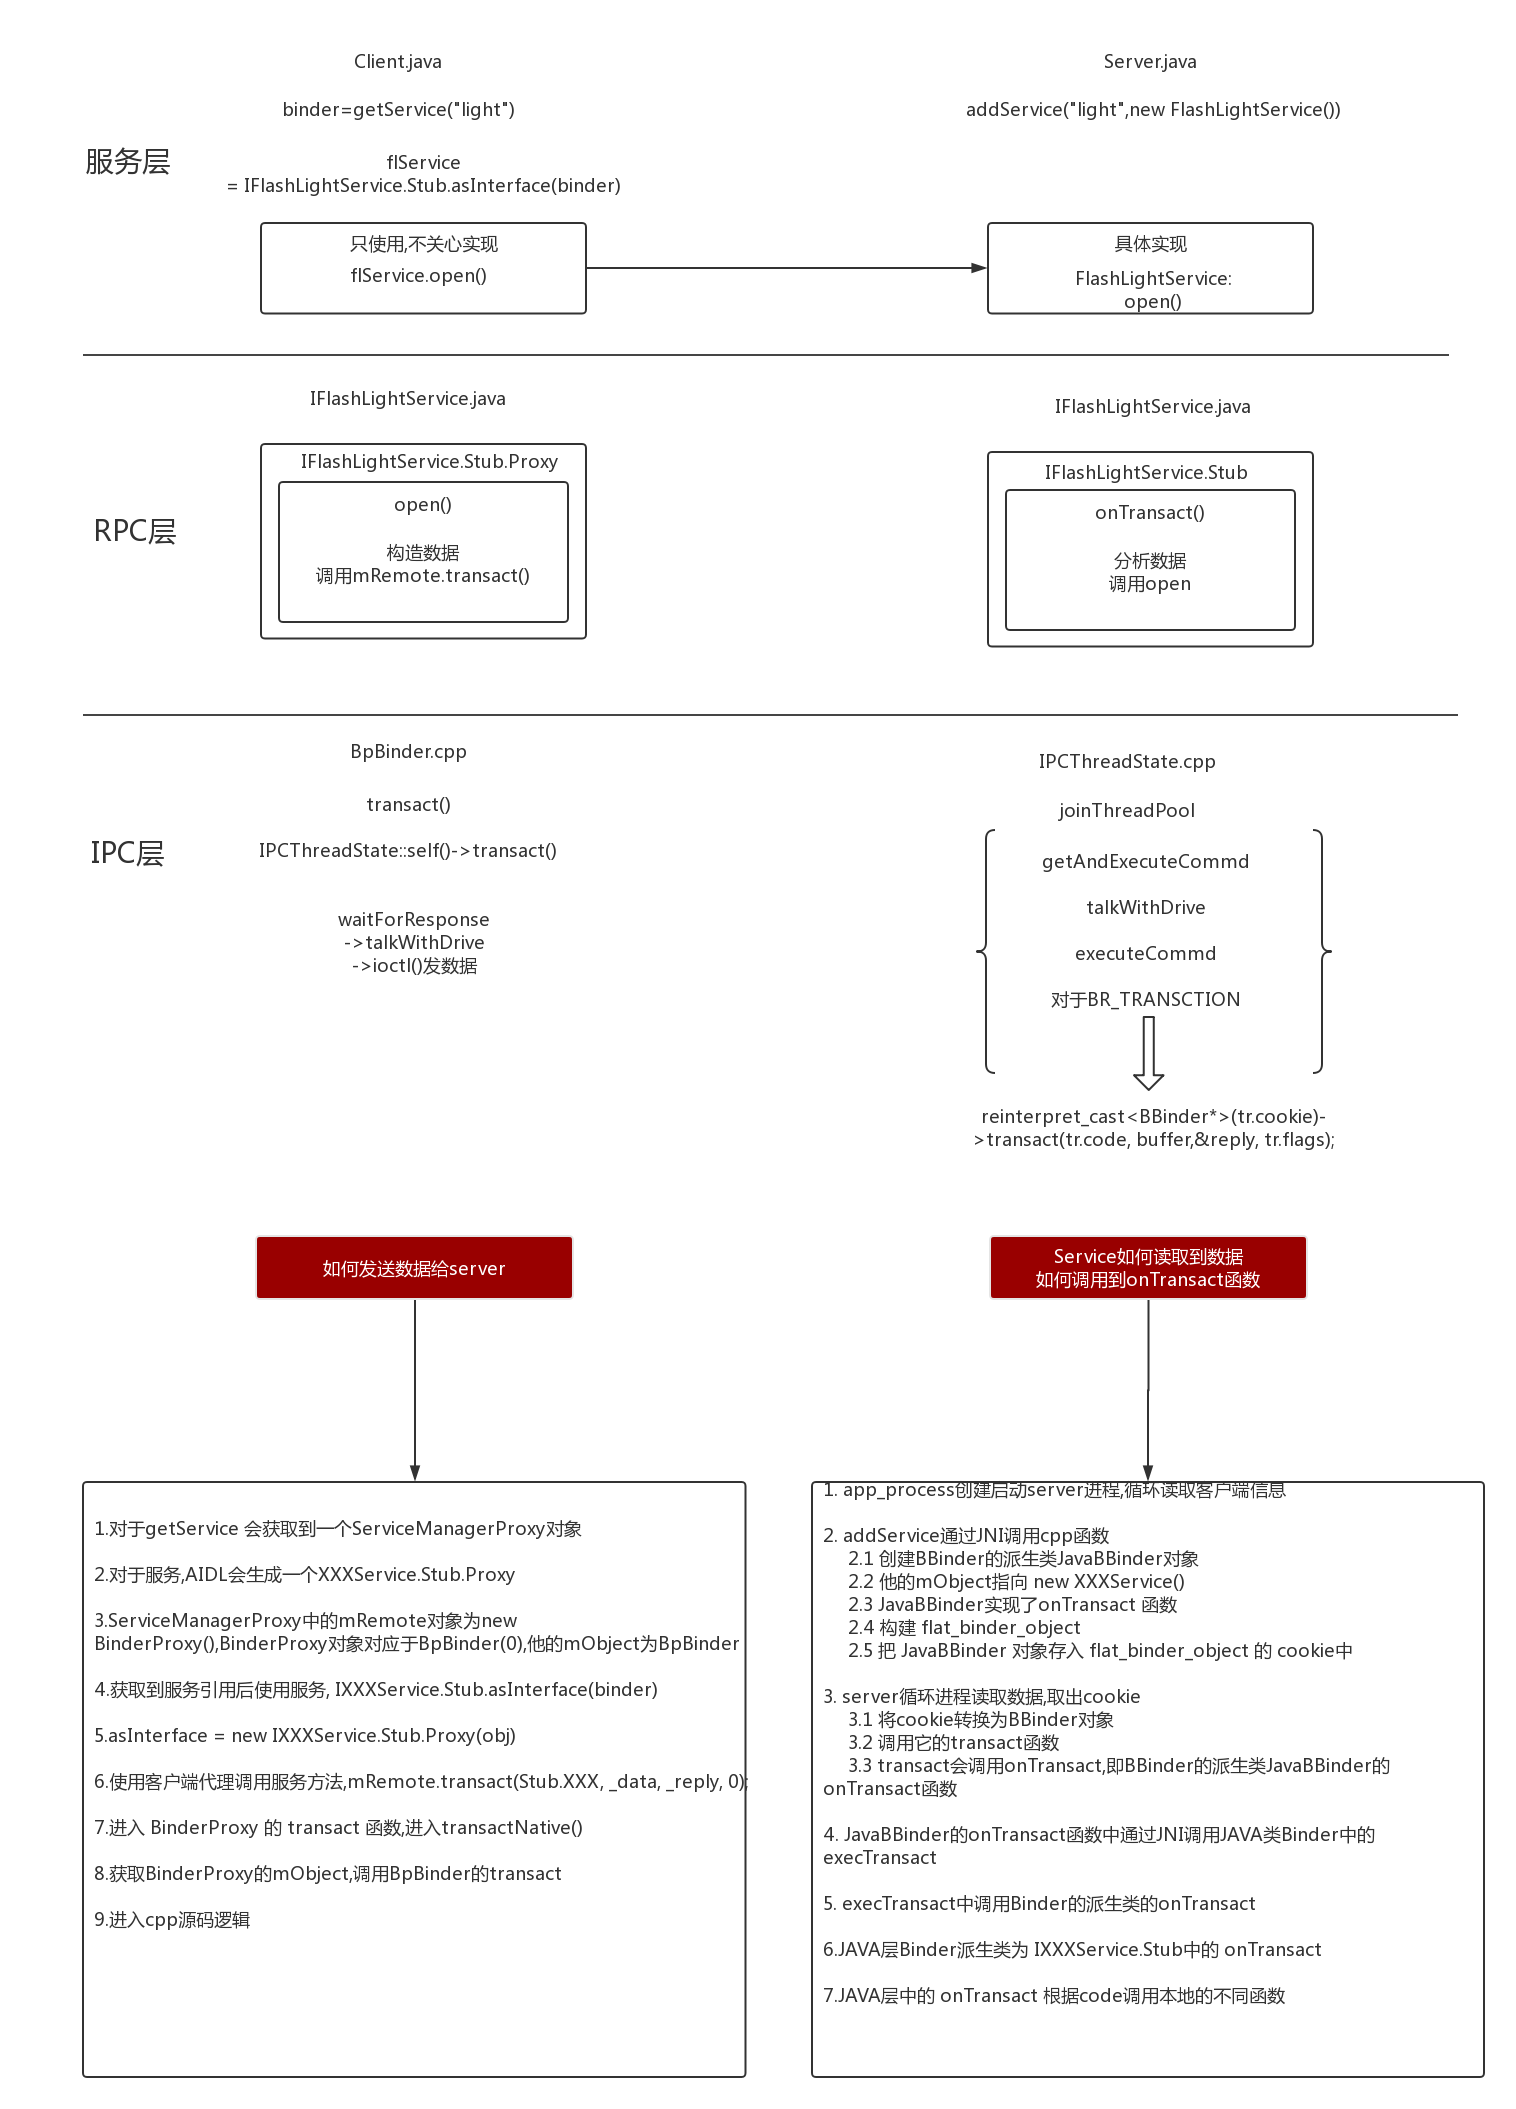 Client.java
Server.java
binder=getService("light")
addService("light",new FlashLightService())
服务层
flService
= IFlashLightService.Stub.asInterface(binder)
只使用,不关心实现
flService.open()
具体实现
FlashLightService:
open()
IFlashLightService.java
IFlashLightService.java
RPC层
IFlashLightService.Stub.Proxy
open()
构造数据
调用mRemote.transact()
IFlashLightService.Stub
onTransact()
分析数据
调用open
IPC层
BpBinder.cpp
transact()
IPCThreadState::self()->transact()
waitForResponse
->talkWithDrive
->ioctl()发数据
IPCThreadState.cpp
joinThreadPool
getAndExecuteCommd
talkWithDrive
executeCommd
对于BR_TRANSCTION
reinterpret_cast<BBinder*>(tr.cookie)-
>transact(tr.code, buffer,&reply, tr.flags);
如何发送数据给server
Service如何读取到数据
如何调用到onTransact函数
1.对于getService 会获取到一个ServiceManagerProxy对象
2.对于服务,AIDL会生成一个XXXService.Stub.Proxy
3.ServiceManagerProxy中的mRemote对象为new
BinderProxy(),BinderProxy对象对应于BpBinder(0),他的mObject为BpBinder
4.获取到服务引用后使用服务, IXXXService.Stub.asInterface(binder)
5.asInterface = new IXXXService.Stub.Proxy(obj)
6.使用客户端代理调用服务方法,mRemote.transact(Stub.XXX, _data, _reply, 0);
7.进入 BinderProxy 的 transact 函数,进入transactNative()
8.获取BinderProxy的mObject,调用BpBinder的transact
9.进入cpp源码逻辑
1. app_process创建启动server进程,循环读取客户端信息
2. addService通过JNI调用cpp函数
2.1 创建BBinder的派生类JavaBBinder对象
2.2 他的mObject指向 new XXXService()
2.3 JavaBBinder实现了onTransact 函数
2.4 构建 flat_binder_object
2.5 把 JavaBBinder 对象存入 flat_binder_object 的 cookie中
3. server循环进程读取数据,取出cookie
3.1 将cookie转换为BBinder对象
3.2 调用它的transact函数
3.3 transact会调用onTransact,即BBinder的派生类JavaBBinder的
onTransact函数
4. JavaBBinder的onTransact函数中通过JNI调用JAVA类Binder中的
execTransact
5. execTransact中调用Binder的派生类的onTransact
6.JAVA层Binder派生类为 IXXXService.Stub中的 onTransact
7.JAVA层中的 onTransact 根据code调用本地的不同函数